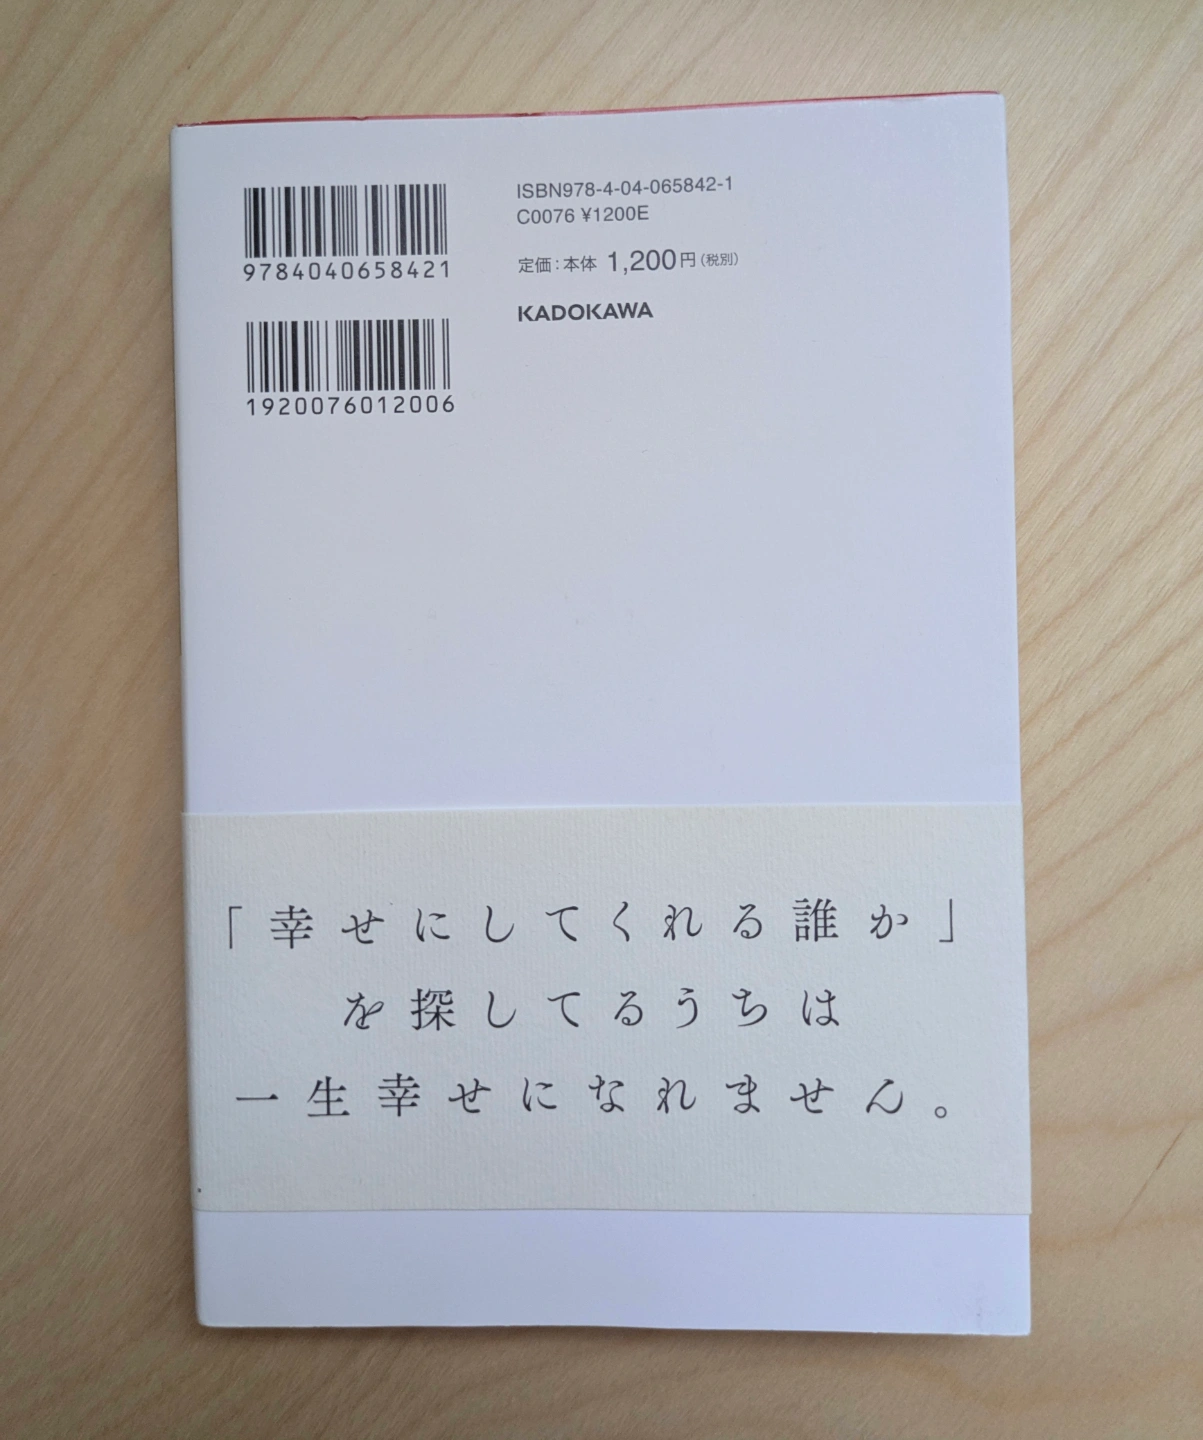 9784040658421
1920076012006
ISBN978-4-04-065842-1
C0076 ¥1200E
定価：本体 1,200円（税別）
KADOKAWA
「幸せにしてくれる誰か」
を探してるうちは
一生幸せになれません。